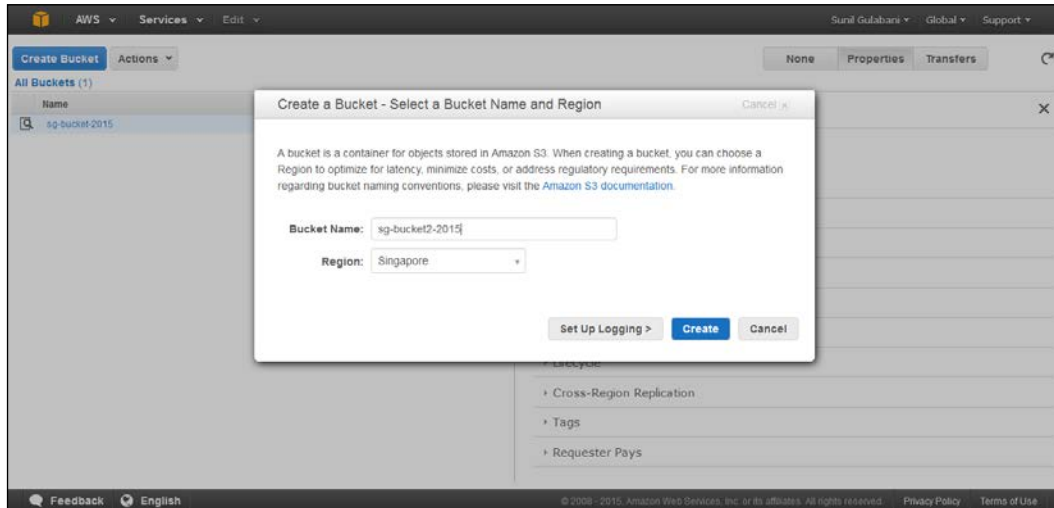 AWS Services Edit Sunil Gulabani Global Support
Create Bucket Actions None Properties Transfers
All Buckets (1)
Name
sg-bucket-2015
Create a Bucket - Select a Bucket Name and Region Cancel x
A bucket is a container for objects stored in Amazon S3. When creating a bucket, you can choose a
Region to optimize for latency, minimize costs, or address regulatory requirements. For more information
regarding bucket naming conventions, please visit the Amazon S3 documentation.
Bucket Name: sg-bucket2-2015
Region: Singapore
Set Up Logging > Create Cancel
Lifecycle
Cross-Region Replication
Tags
Requester Pays
Feedback English © 2008 - 2015, Amazon Web Services, Inc. or its affiliates. All rights reserved. Privacy Policy Terms of Use